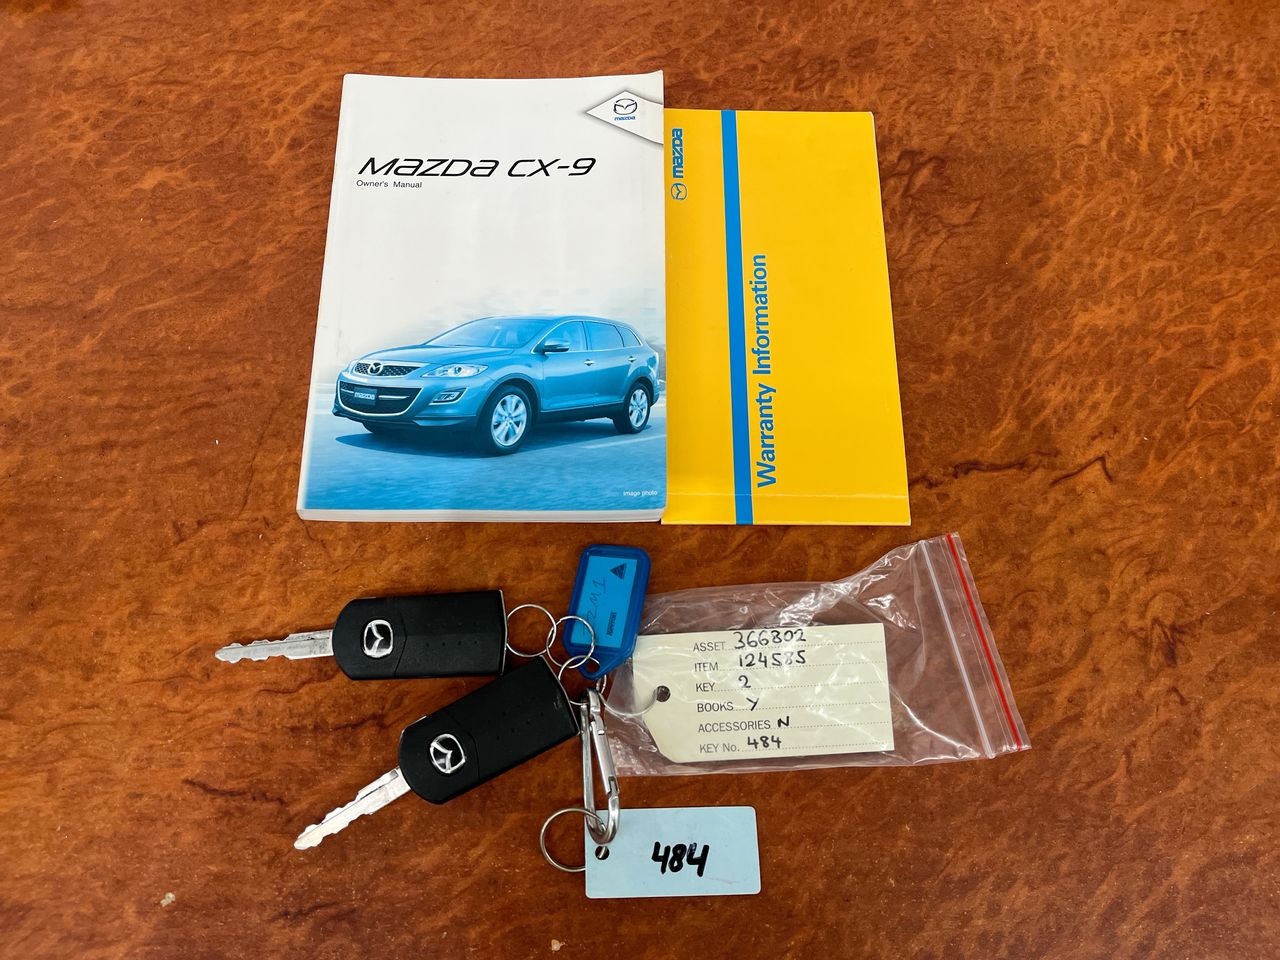 mazda
MAZDA CX-9
Owner's Manual
mazda
image photo
mazda
Warranty Information
ASSET 366802
ITEM 124585
KEY 2
BOOKS Y
ACCESSORIES N
KEY No. 484
484